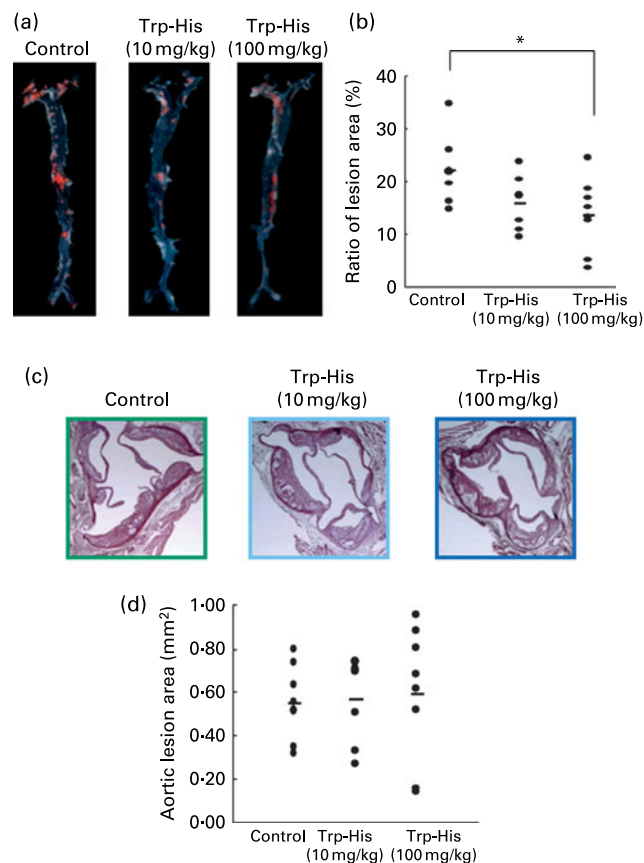 (a)
Control
Trp-His
(10 mg/kg)
Trp-His
(100 mg/kg)
(b)
*
Ratio of lesion area (%)
40
30
20
10
0
Control
Trp-His
(10 mg/kg)
Trp-His
(100 mg/kg)
(c)
Control
Trp-His
(10 mg/kg)
Trp-His
(100 mg/kg)
(d)
Aortic lesion area (mm²)
1·00
0·80
0·60
0·40
0·20
0·00
Control
Trp-His
(10 mg/kg)
Trp-His
(100 mg/kg)